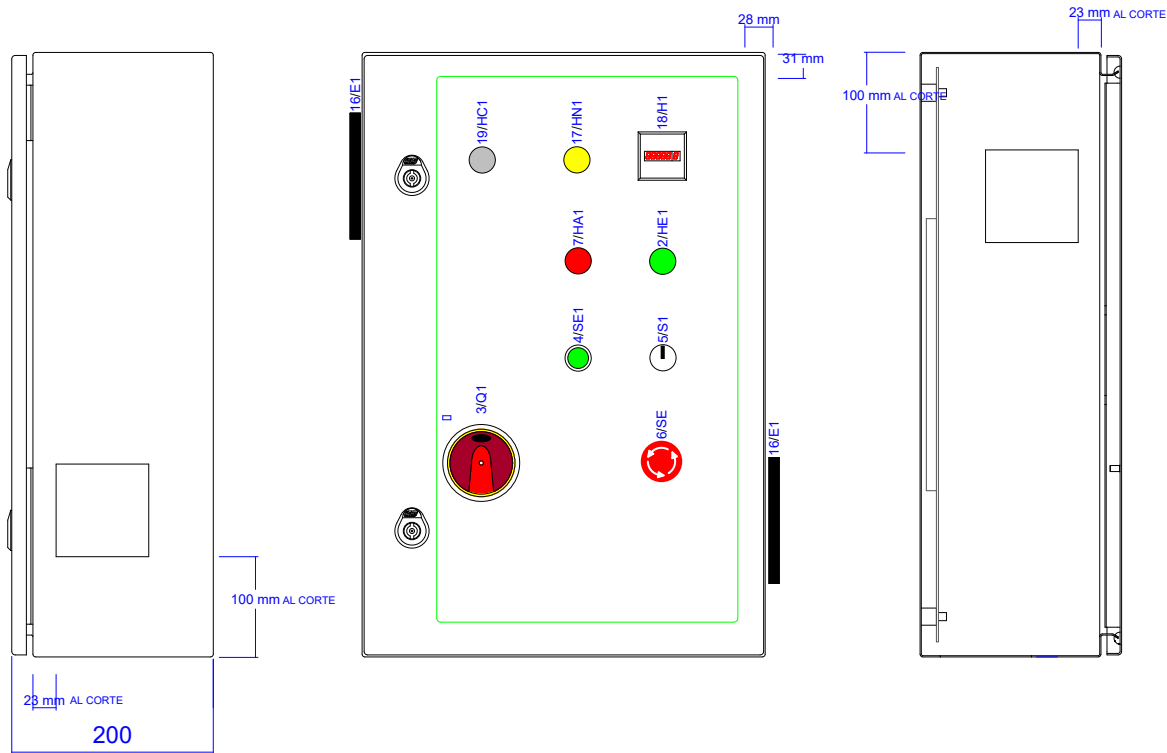 28 mm
23 mm AL CORTE
31 mm
100 mm AL CORTE
16/E1
19/HC1
17/HN1
18/H1
7/HA1
2/HE1
4/SE1
5/S1
3/Q1
6/SE
16/E1
100 mm AL CORTE
23 mm AL CORTE
200